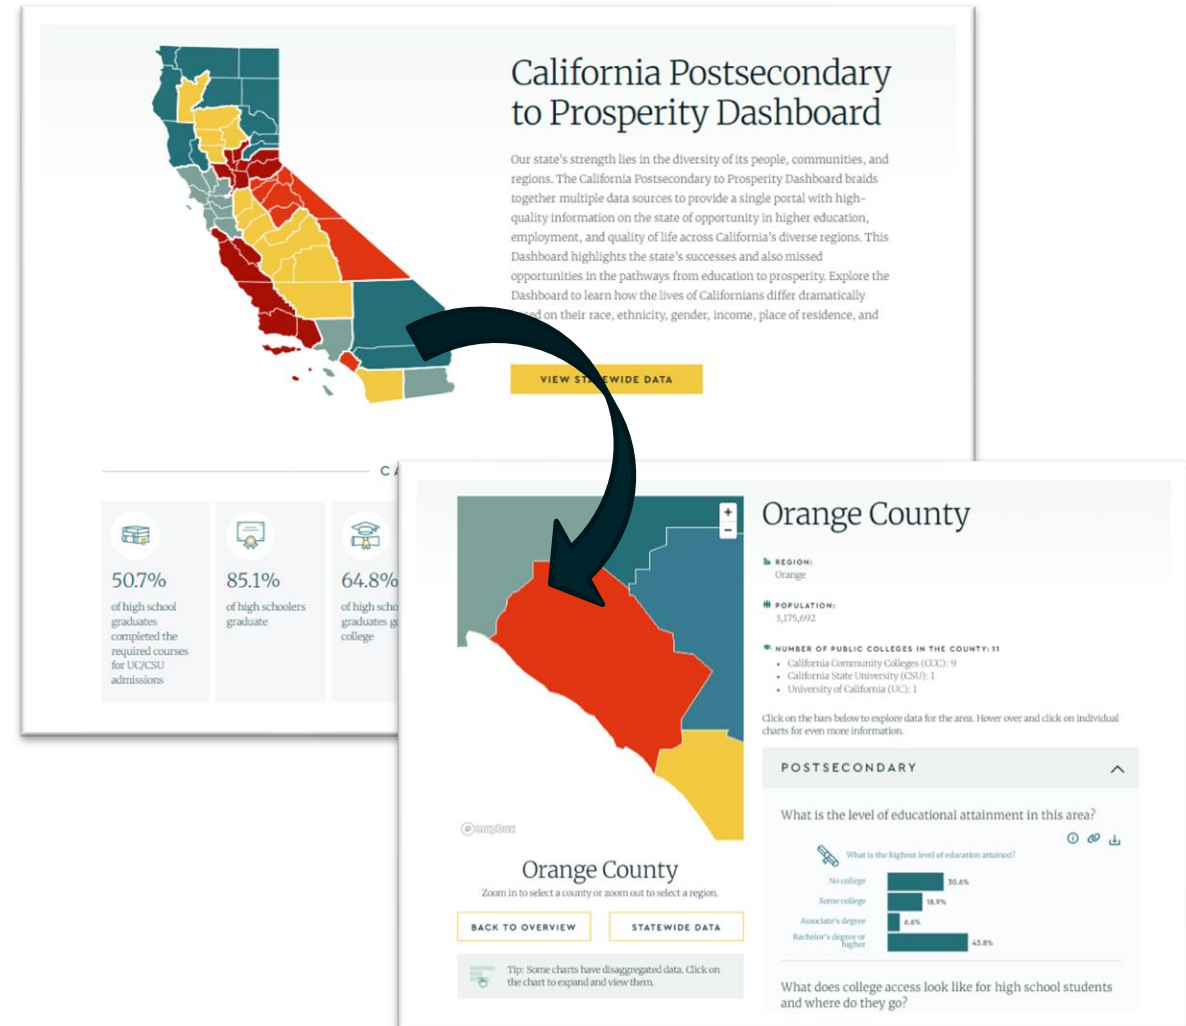 California Postsecondary
to Prosperity Dashboard
Our state's strength lies in the diversity of its people, communities, and
regions. The California Postsecondary to Prosperity Dashboard braids
together multiple data sources to provide a single portal with high-
quality information on the state of opportunity in higher education,
employment, and quality of life across California's diverse regions. This
Dashboard highlights the state's successes and also missed
opportunities in the pathways from education to prosperity. Explore the
Dashboard to learn how the lives of Californians differ dramatically
on their race, ethnicity, gender, income, place of residence, and
VIEW STATEWIDE DATA
CA
50.7%
of high school
graduates
completed the
required courses
for UC/CSU
admissions
85.1%
of high schoolers
graduate
64.8%
of high scho
graduates g
college
Orange County
REGION:
Orange
POPULATION:
3,175,692
NUMBER OF PUBLIC COLLEGES IN THE COUNTY: 11
• California Community Colleges (CCC): 9
• California State University (CSU): 1
• University of California (UC): 1
Click on the bars below to explore data for the area. Hover over and click on individual
charts for even more information.
POSTSECONDARY
What is the level of educational attainment in this area?
What is the highest level of education attained?
No college 30.6%
Some college 18.9%
Associate's degree 6.6%
Bachelor's degree or
higher 43.8%
What does college access look like for high school students
and where do they go?
+
−
mapbox
Orange County
Zoom in to select a county or zoom out to select a region.
BACK TO OVERVIEW
STATEWIDE DATA
Tip: Some charts have disaggregated data. Click on
the chart to expand and view them.